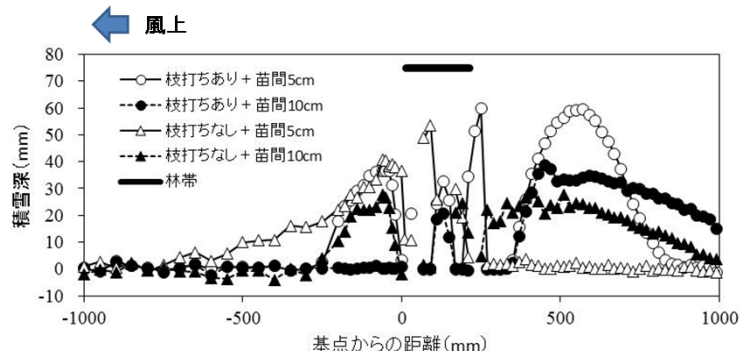 風上
80
70
60
50
40
30
20
10
0
-10
積雪深(mm)
枝打ちあり+苗間5cm
枝打ちあり+苗間10cm
枝打ちなし+苗間5cm
枝打ちなし+苗間10cm
林帯
-1000 -500 0 500 1000
基点からの距離(mm)